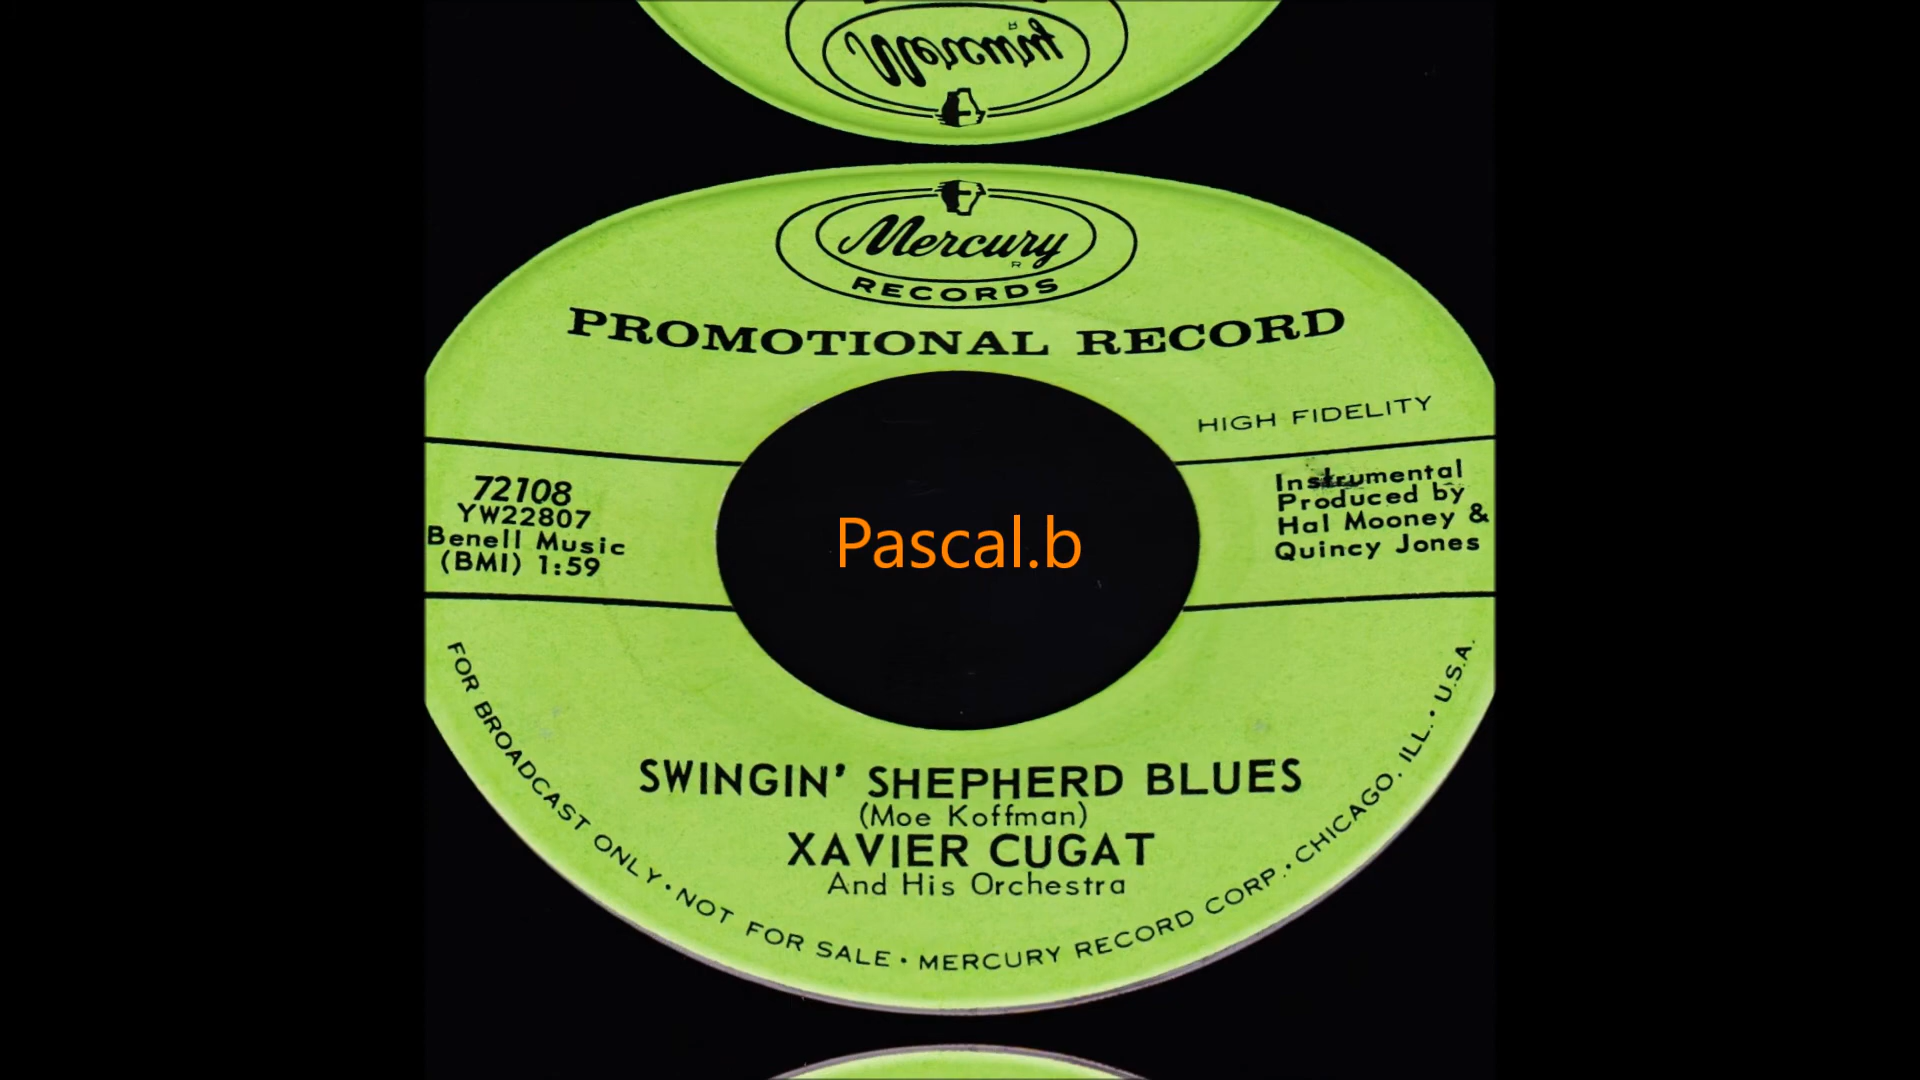 Mercury
R
Mercury
R
RECORDS
PROMOTIONAL RECORD
HIGH FIDELITY
72108
YW22807
Benell Music
(BMI) 1:59
Instrumental
Produced by
Hal Mooney &
Quincy Jones
Pascal.b
SWINGIN' SHEPHERD BLUES
(Moe Koffman)
XAVIER CUGAT
And His Orchestra
FOR BROADCAST ONLY • NOT FOR SALE • MERCURY RECORD CORP. • CHICAGO, ILL. • U.S.A.